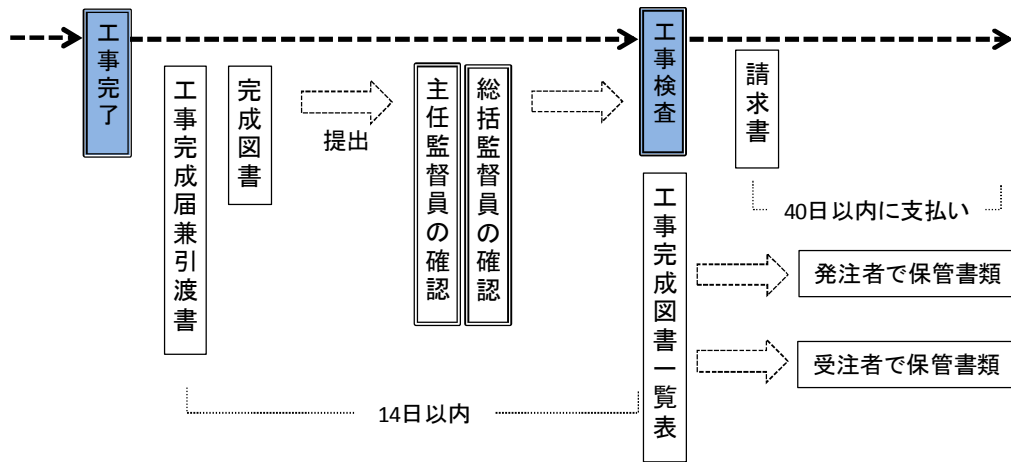 工事完了
工事完成届兼引渡書
完成図書
提出
主任監督員の確認
総括監督員の確認
14日以内
工事検査
工事完成図書一覧表
請求書
40日以内に支払い
発注者で保管書類
受注者で保管書類